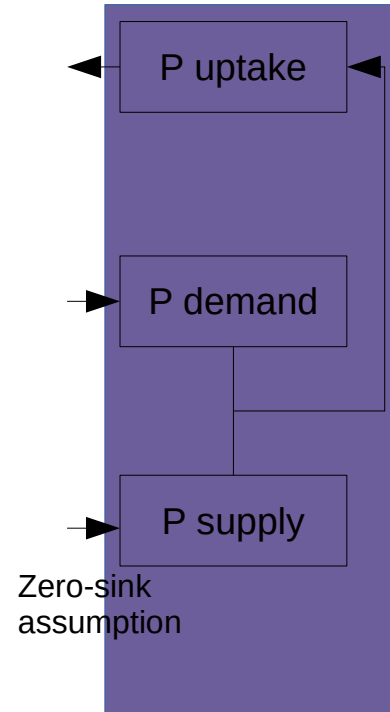 P uptake
P demand
P supply
Zero-sink
assumption